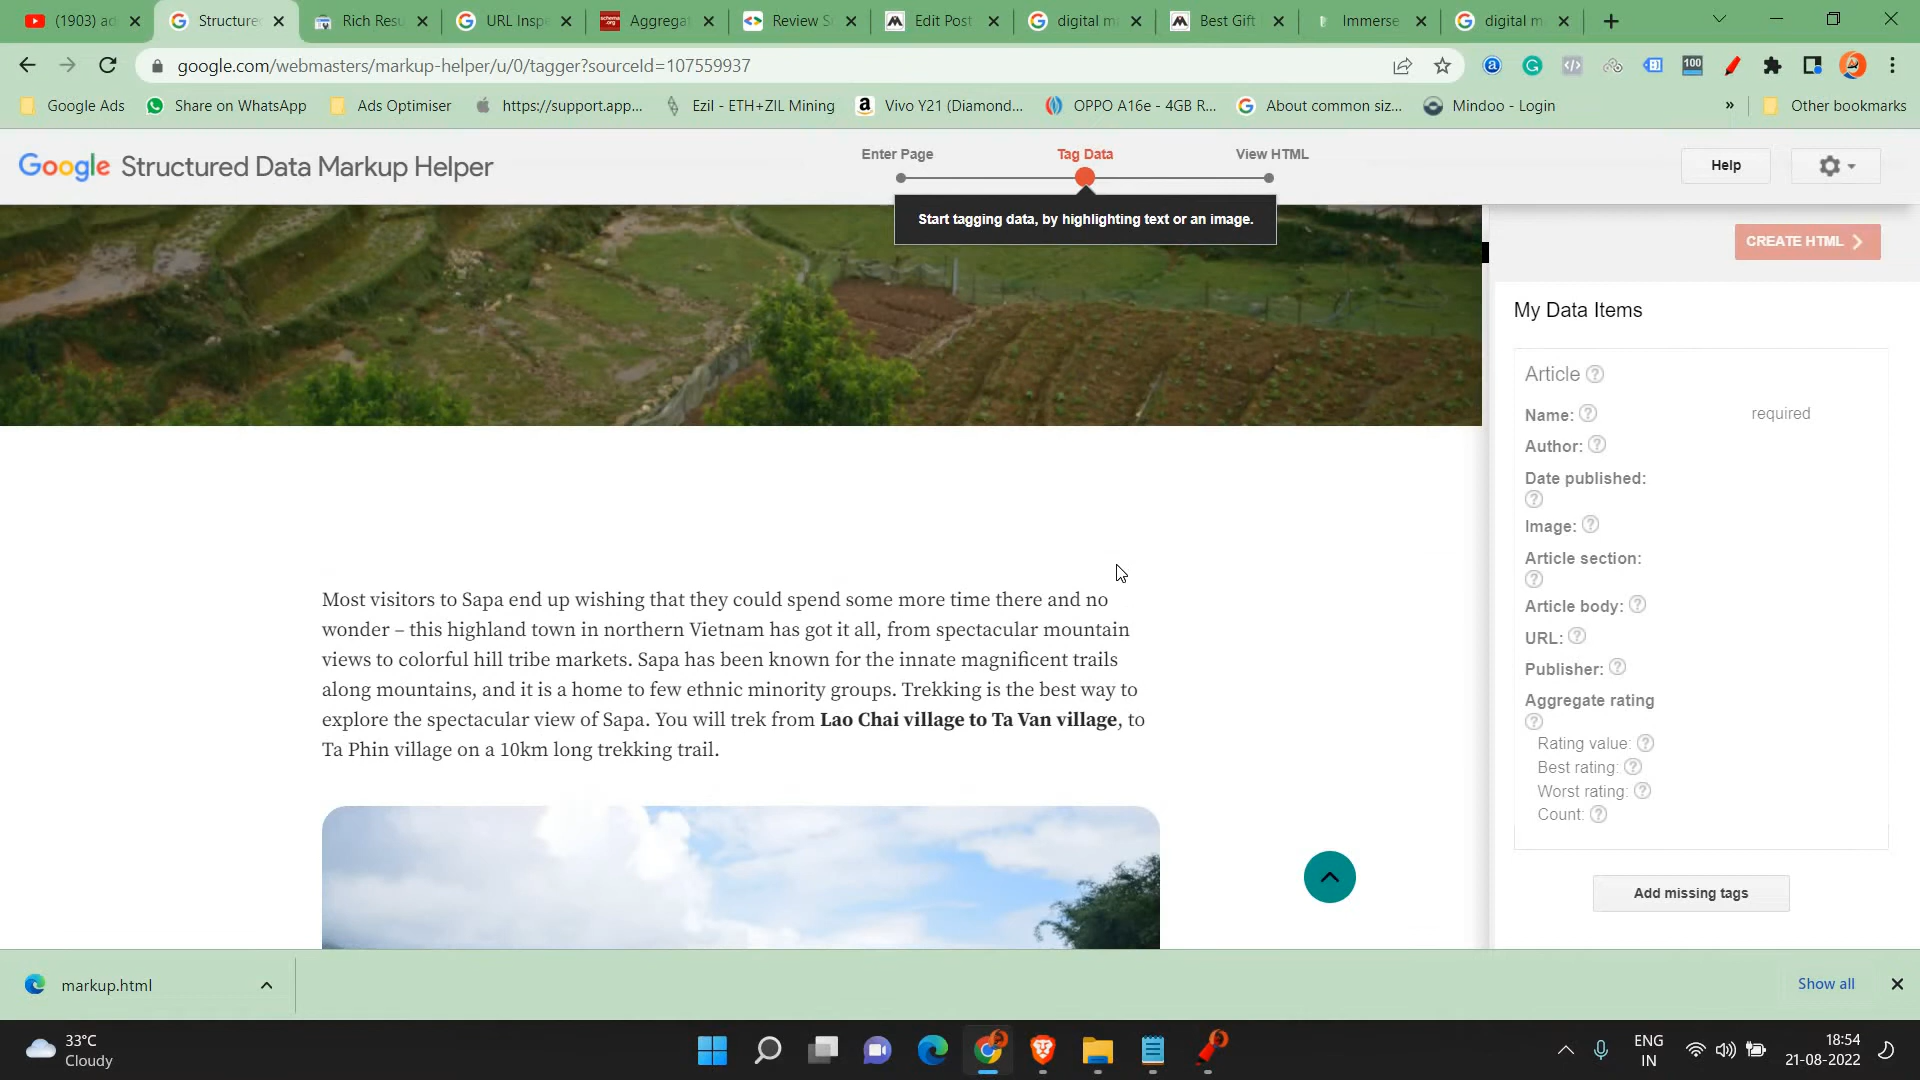 (1903) ad
Structure
Rich Resu
URL Inspe
Aggregat
Review S
Edit Post
digital m
Best Gift
Immerse
digital m
google.com/webmasters/markup-helper/u/0/tagger?sourceId=107559937
100
Google Ads
Share on WhatsApp
Ads Optimiser
https://support.app...
Ezil - ETH+ZIL Mining
Vivo Y21 (Diamond...
OPPO A16e - 4GB R...
About common siz...
Mindoo - Login
»
Other bookmarks
Google Structured Data Markup Helper
Enter Page
Tag Data
View HTML
Help
Start tagging data, by highlighting text or an image.
CREATE HTML
My Data Items
Article ?
Name: ? required
Author: ?
Date published:
?
Image: ?
Article section:
?
Article body: ?
URL: ?
Publisher: ?
Aggregate rating
?
Rating value: ?
Best rating: ?
Worst rating: ?
Count: ?
Add missing tags
Most visitors to Sapa end up wishing that they could spend some more time there and no
wonder – this highland town in northern Vietnam has got it all, from spectacular mountain
views to colorful hill tribe markets. Sapa has been known for the innate magnificent trails
along mountains, and it is a home to few ethnic minority groups. Trekking is the best way to
explore the spectacular view of Sapa. You will trek from Lao Chai village to Ta Van village, to
Ta Phin village on a 10km long trekking trail.
markup.html
Show all
33°C
Cloudy
ENG
IN
18:54
21-08-2022